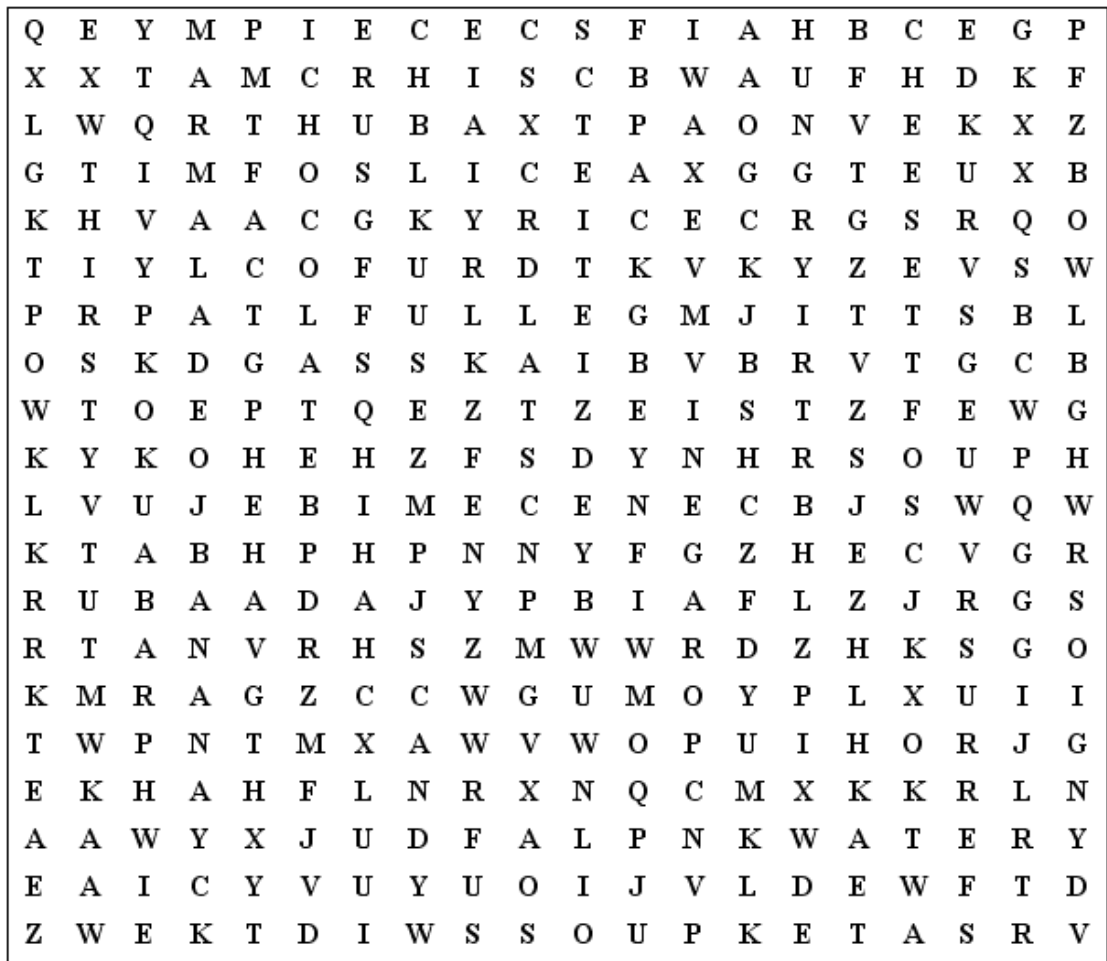 Q E Y M P I E C E C S F I A H B C E G P
X X T A M C R H I S C B W A U F H D K F
L W Q R T H U B A X T P A O N V E K X Z
G T I M F O S L I C E A X G G T E U X B
K H V A A C G K Y R I C E C R G S R Q O
T I Y L C O F U R D T K V K Y Z E V S W
P R P A T L F U L L E G M J I T T S B L
O S K D G A S S K A I B V B R V T G C B
W T O E P T Q E Z T Z E I S T Z F E W G
K Y K O H E H Z F S D Y N H R S O U P H
L V U J E B I M E C E N E C B J S W Q W
K T A B H P H P N N Y F G Z H E C V G R
R U B A A D A J Y P B I A F L Z J R G S
R T A N V R H S Z M W W R D Z H K S G O
K M R A G Z C C W G U M O Y P L X U I I
T W P N T M X A W V W O P U I H O R J G
E K H A H F L N R X N Q C M X K K R L N
A A W Y X J U D F A L P N K W A T E R Y
E A I C Y V U Y U O I J V L D E W F T D
Z W E K T D I W S S O U P K E T A S R V